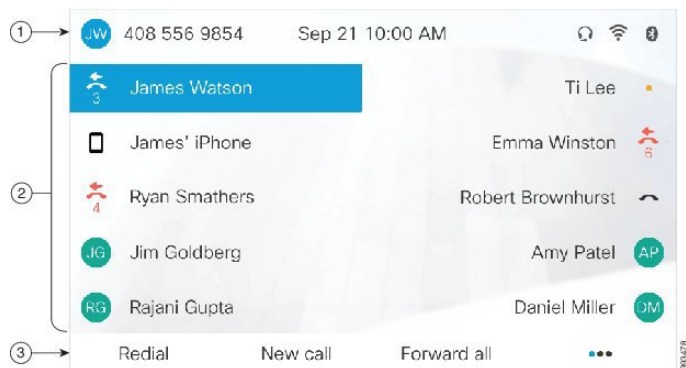 1 JW 408 556 9854 Sep 21 10:00 AM
3 James Watson Ti Lee
James' iPhone Emma Winston 6
2
4 Ryan Smathers Robert Brownhurst
JG Jim Goldberg Amy Patel AP
RG Rajani Gupta Daniel Miller DM
3 Redial New call Forward all